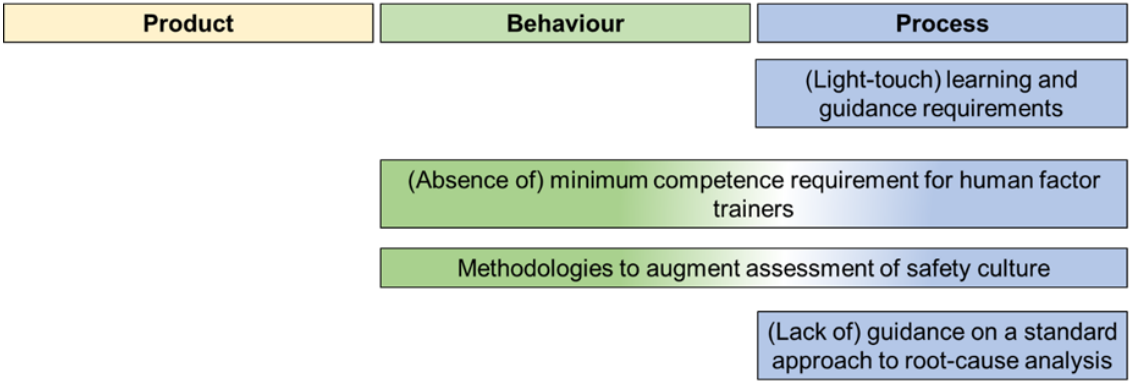 Product
Behaviour
Process
(Light-touch) learning and
guidance requirements
(Absence of) minimum competence requirement for human factor
trainers
Methodologies to augment assessment of safety culture
(Lack of) guidance on a standard
approach to root-cause analysis